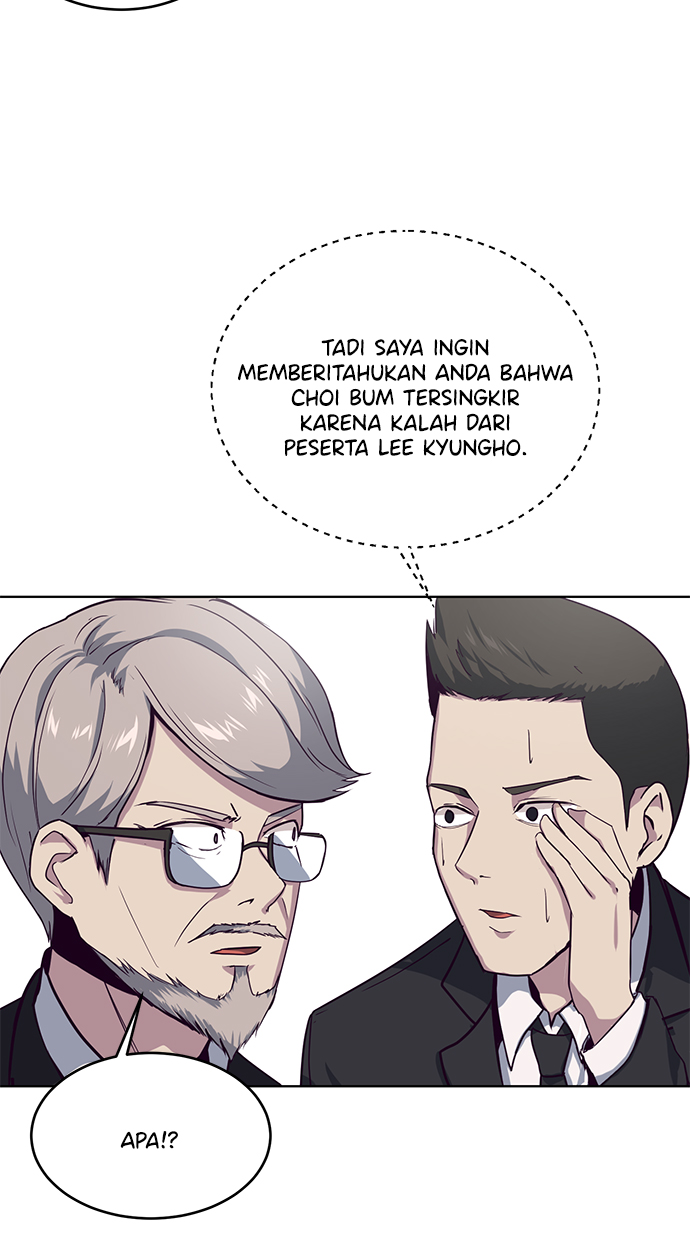 TADI SAYA INGIN
MEMBERITAHUKAN ANDA BAHWA
CHOI BUM TERSINGKIR
KARENA KALAH DARI
PESERTA LEE KYUNGHO.
APA!?